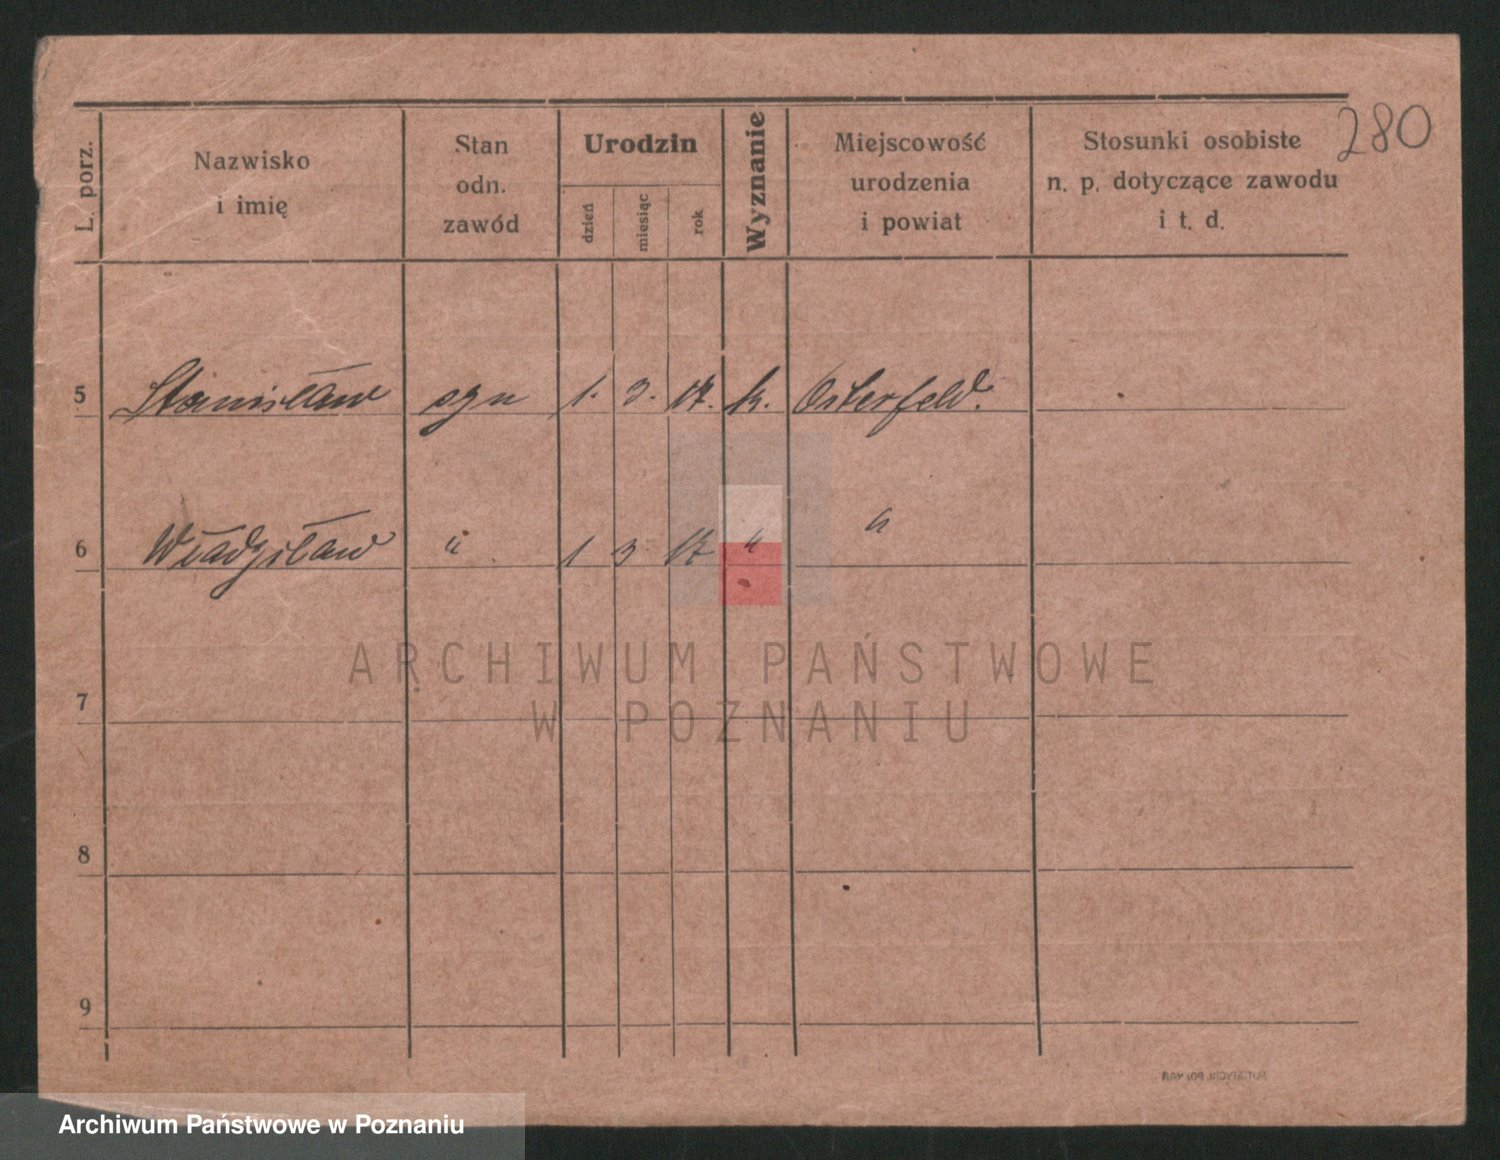 280
L. porz.
Nazwisko
i imię
Stan
odn.
zawód
Urodzin
dzień
miesiąc
rok
Wyznanie
Miejscowość
urodzenia
i powiat
Stosunki osobiste
n. p. dotyczące zawodu
i t. d.
5 Stanisław syn 1. 3. 17. k. Osterfeld.
6 Władzisław " 1 3 17 " "
ARCHIWUM PAŃSTWOWE
W POZNANIU
7
8
9
Archiwum Państwowe w Poznaniu